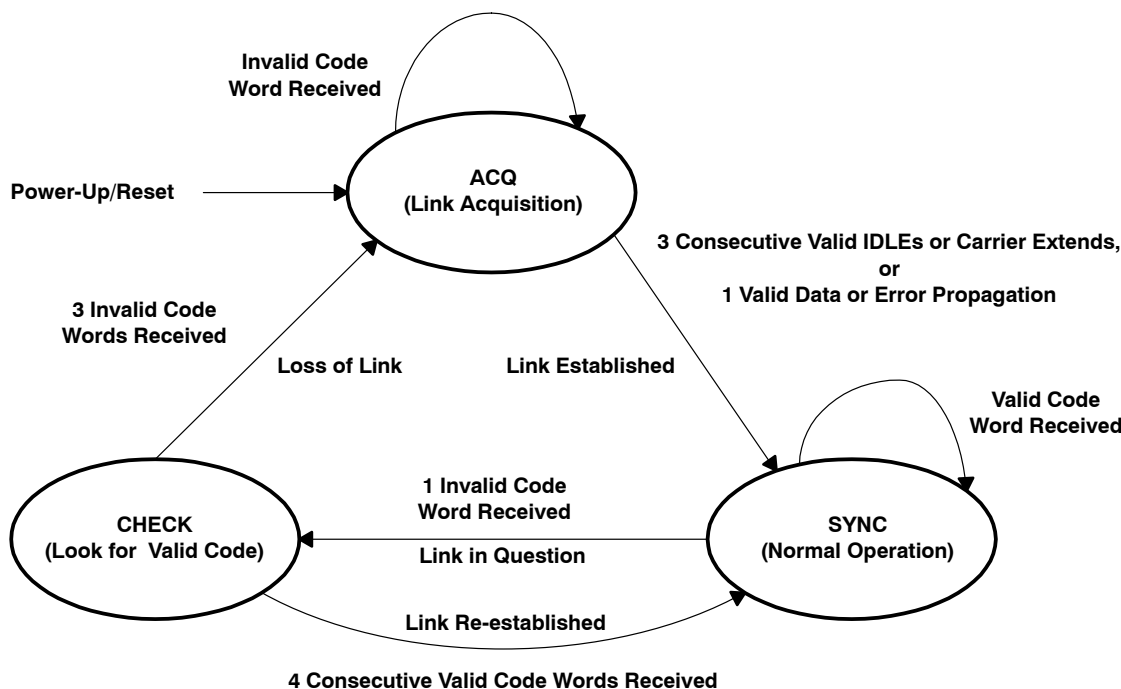 Invalid Code
Word Received
ACQ
(Link Acquisition)
Power-Up/Reset
3 Consecutive Valid IDLEs or Carrier Extends,
or
1 Valid Data or Error Propagation
3 Invalid Code
Words Received
Loss of Link
Link Established
Valid Code
Word Received
1 Invalid Code
Word Received
CHECK
(Look for Valid Code)
SYNC
(Normal Operation)
Link in Question
Link Re-established
4 Consecutive Valid Code Words Received